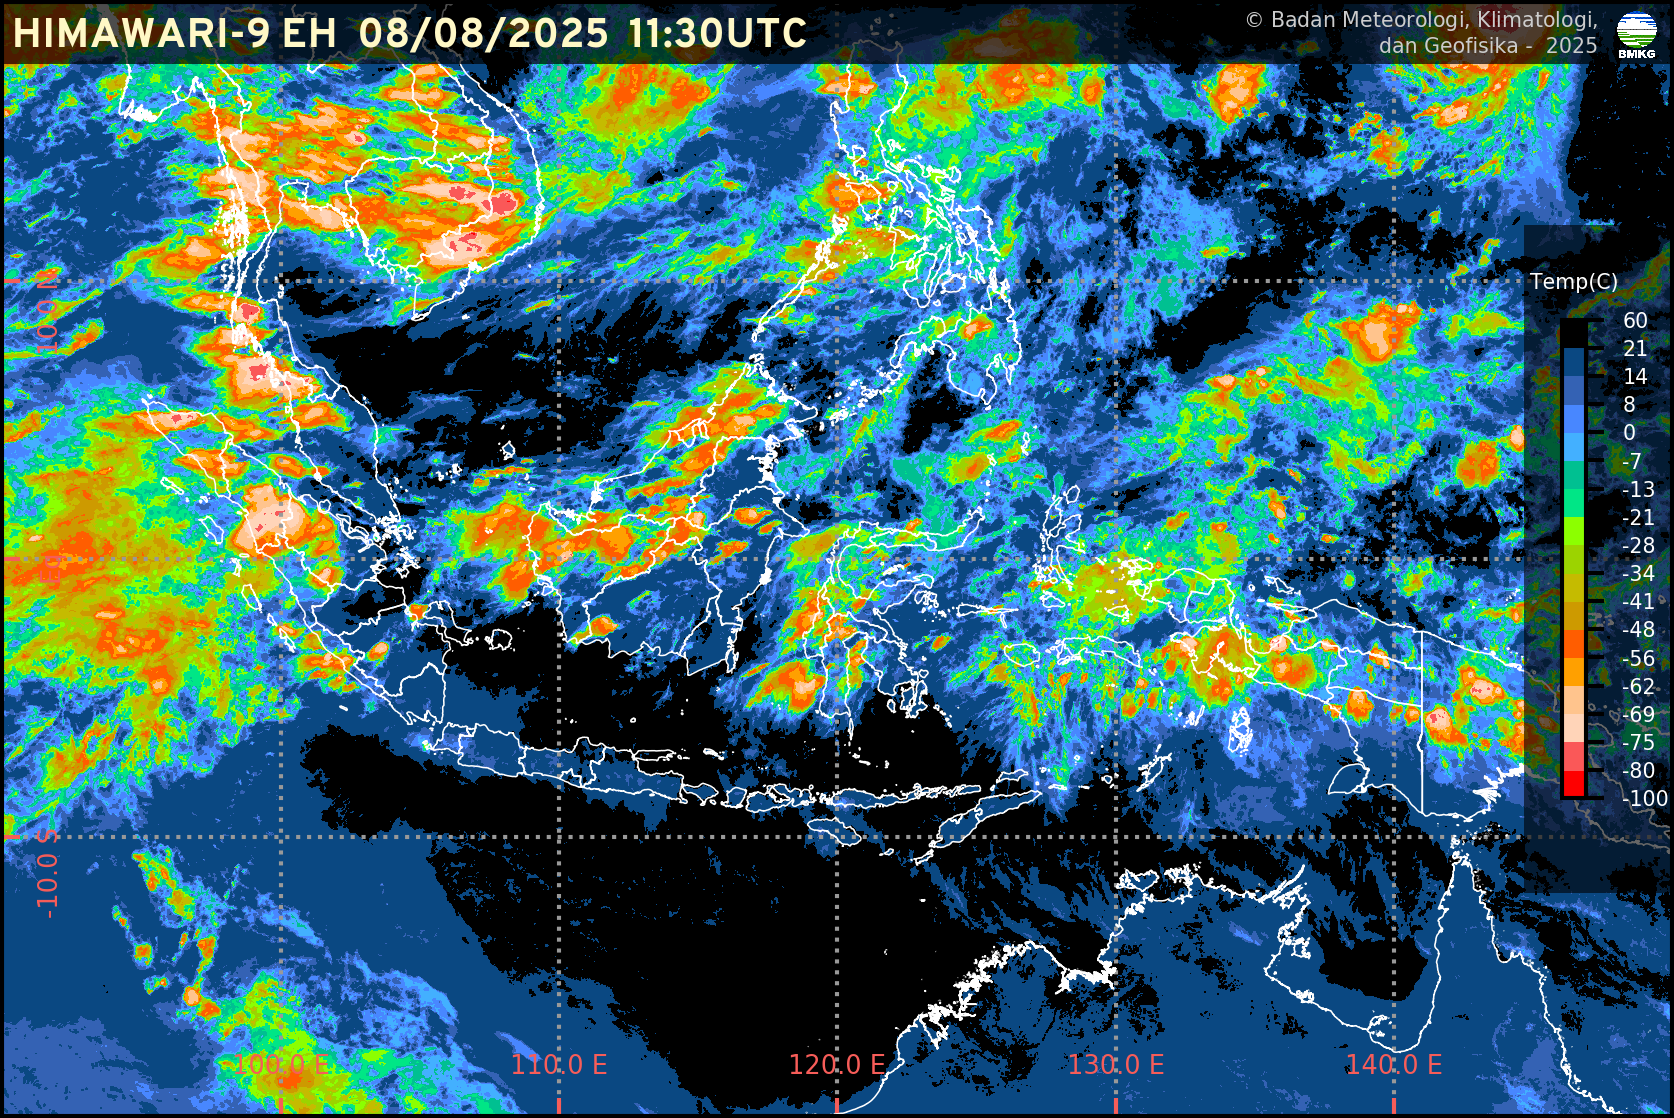 HIMAWARI-9 EH 08/08/2025 11:30UTC
© Badan Meteorologi, Klimatologi,
dan Geofisika - 2025
BMKG
Temp(C)
60
21
14
8
0
-7
-13
-21
-28
-34
-41
-48
-56
-62
-69
-75
-80
-100
10.0 N
-10.0 S
100.0 E
110.0 E
120.0 E
130.0 E
140.0 E